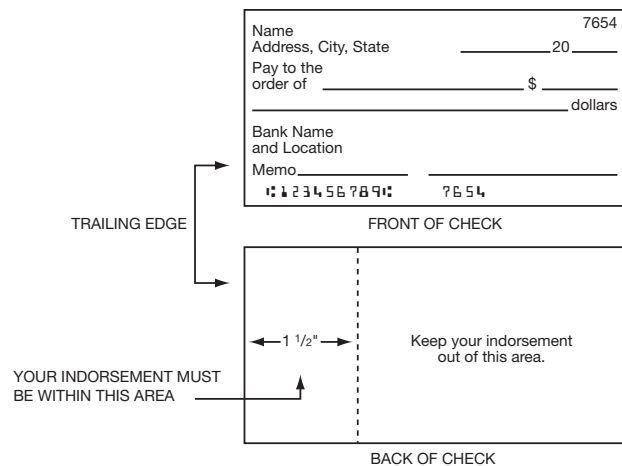 7654
Name
Address, City, State 20
Pay to the
order of $
dollars
Bank Name
and Location
Memo
⑆123456789⑆ 7654
TRAILING EDGE
FRONT OF CHECK
1 1/2"
Keep your indorsement
out of this area.
YOUR INDORSEMENT MUST
BE WITHIN THIS AREA
BACK OF CHECK